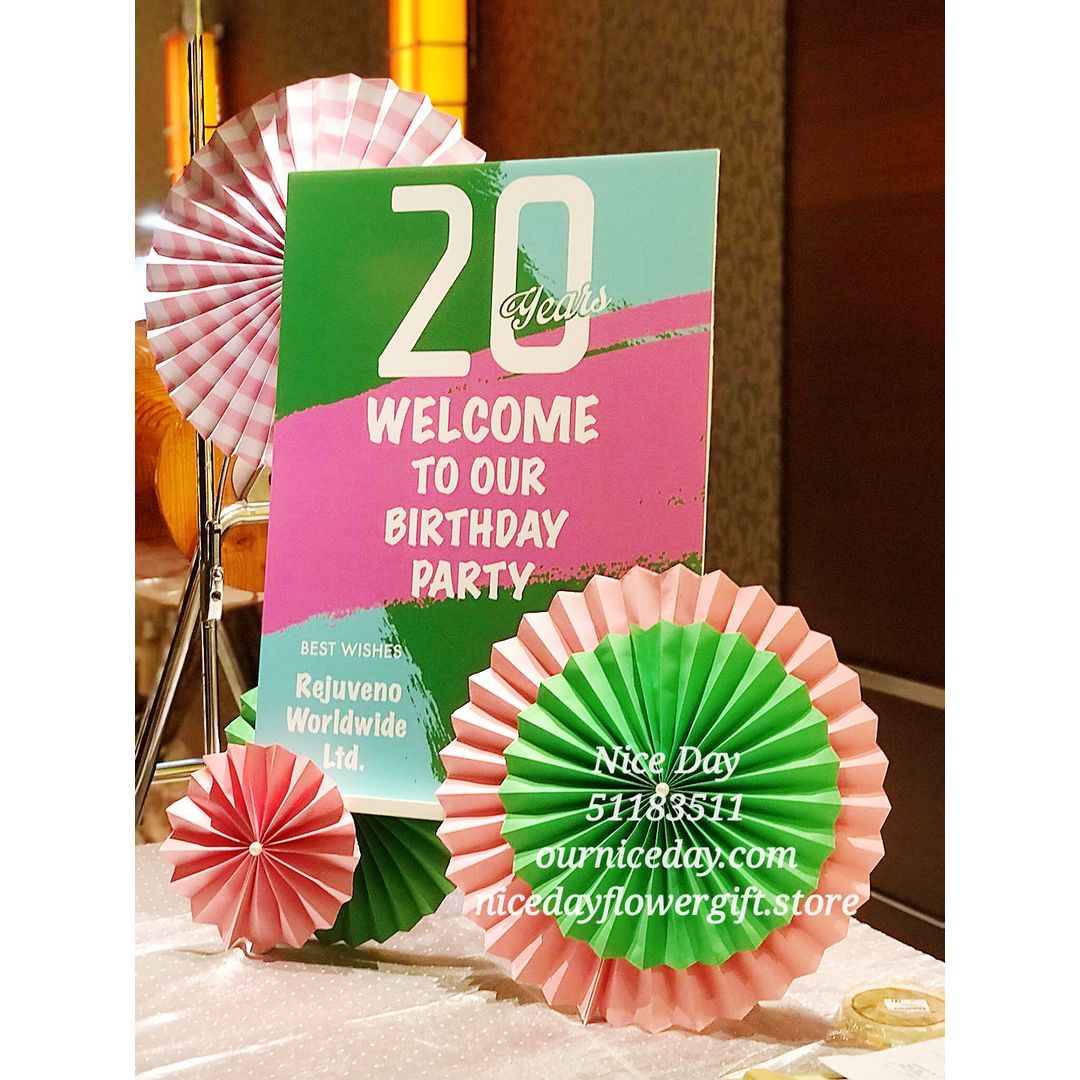 20
Years
WELCOME
TO OUR
BIRTHDAY
PARTY
BEST WISHES
Rejuveno
Worldwide
Ltd.
Nice Day
51183511
ourniceday.com
nicedayflowergift.store